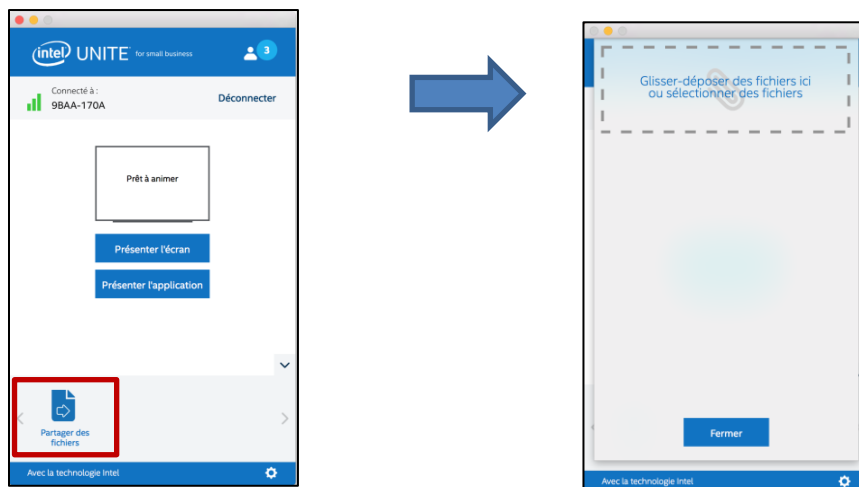 intel UNITE for small business 3
Connecté à :
9BAA-170A
Déconnecter
Prêt à animer
Présenter l'écran
Présenter l'application
Partager des
fichiers
Avec la technologie Intel
Glisser-déposer des fichiers ici
ou sélectionner des fichiers
Fermer
Avec la technologie Intel